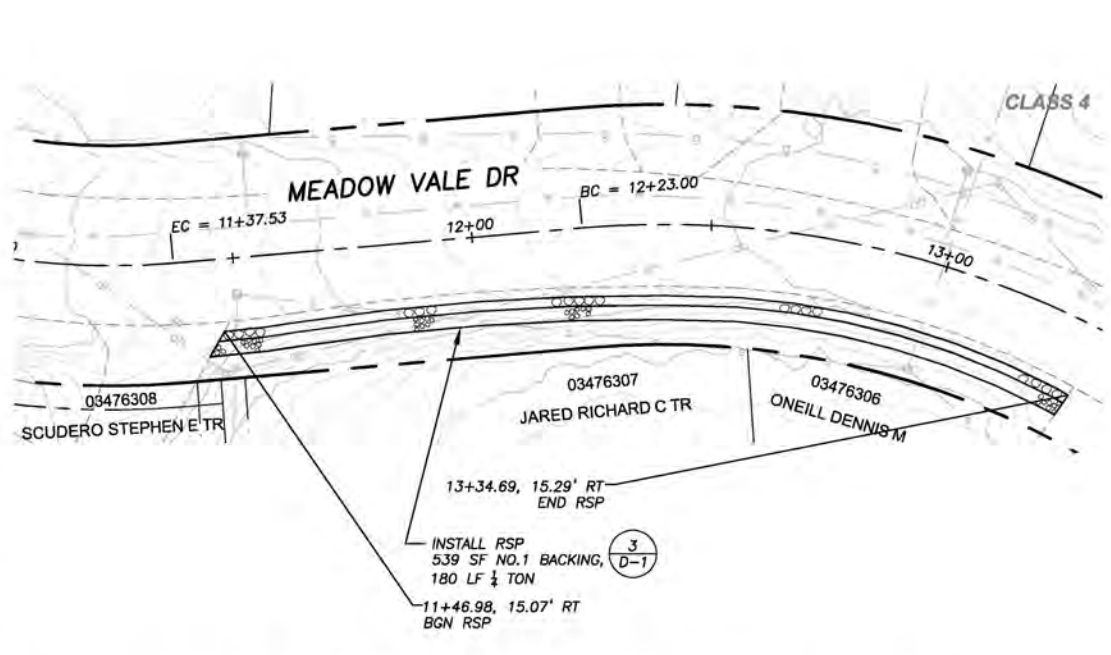 CLASS 4
MEADOW VALE DR
BC = 12+23.00
EC = 11+37.53
12+00
13+00
03476308
SCUDERO STEPHEN E TR
03476307
JARED RICHARD C TR
03476306
ONEILL DENNIS M
13+34.69, 15.29' RT
END RSP
INSTALL RSP
539 SF NO.1 BACKING,
180 LF ¼ TON
3
D-1
11+46.98, 15.07' RT
BGN RSP